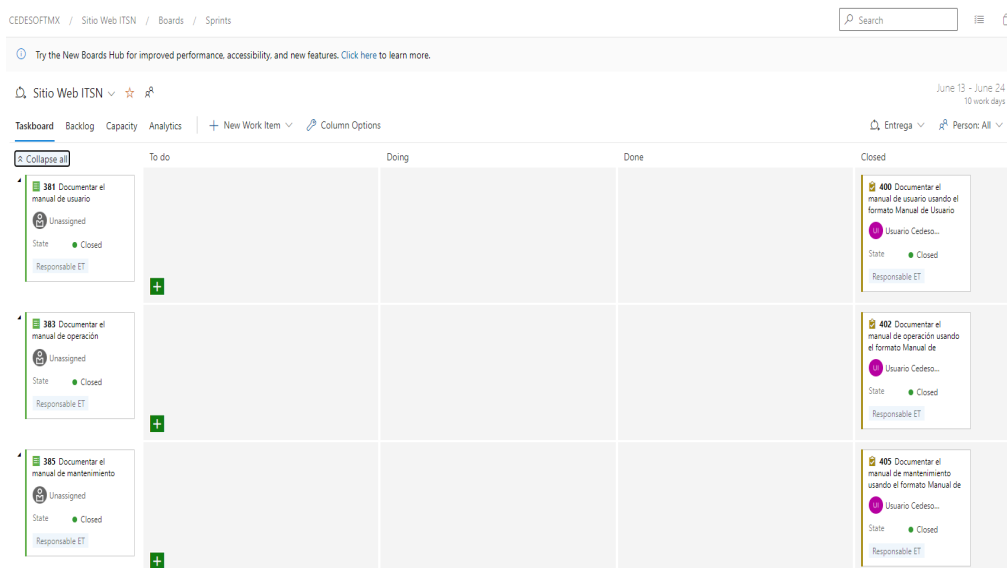 CEDESOFTMX / Sitio Web ITSN / Boards / Sprints
Search
Try the New Boards Hub for improved performance, accessibility, and new features. Click here to learn more.
Sitio Web ITSN
June 13 - June 24
10 work days
Taskboard Backlog Capacity Analytics New Work Item Column Options Entrega Person: All
Collapse all To do Doing Done Closed
381 Documentar el
manual de usuario
Unassigned
State Closed
Responsable ET
400 Documentar el
manual de usuario usando el
formato Manual de Usuario
UI Usuario Cedeso...
State Closed
Responsable ET
383 Documentar el
manual de operación
Unassigned
State Closed
Responsable ET
402 Documentar el
manual de operación usando
el formato Manual de
UI Usuario Cedeso...
State Closed
Responsable ET
385 Documentar el
manual de mantenimiento
Unassigned
State Closed
Responsable ET
405 Documentar el
manual de mantenimiento
usando el formato Manual de
UI Usuario Cedeso...
State Closed
Responsable ET